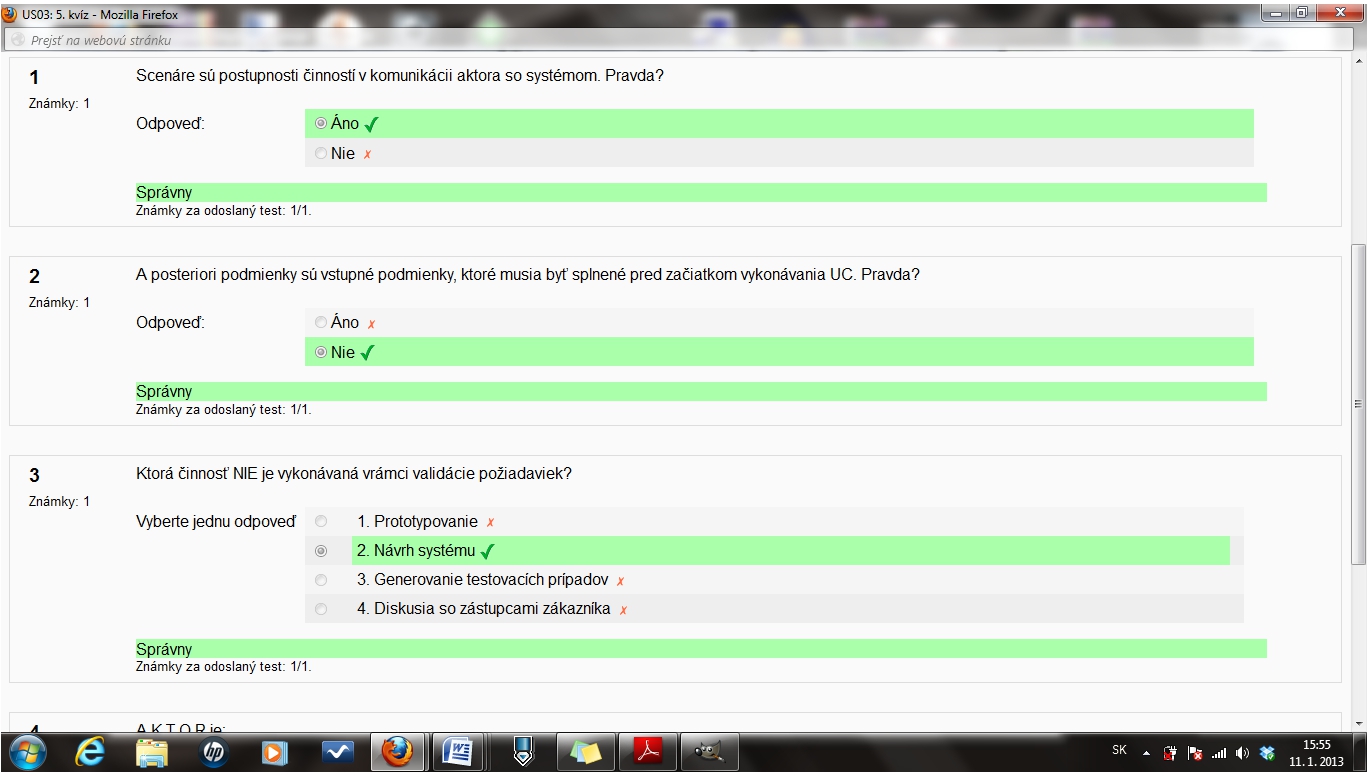 US03: 5. kvíz - Mozilla Firefox
Prejsť na webovú stránku
1
Scenáre sú postupnosti činností v komunikácii aktora so systémom. Pravda?
Známky: 1
Odpoveď:
Áno
Nie
Správny
Známky za odoslaný test: 1/1.
2
A posteriori podmienky sú vstupné podmienky, ktoré musia byť splnené pred začiatkom vykonávania UC. Pravda?
Známky: 1
Odpoveď:
Áno
Nie
Správny
Známky za odoslaný test: 1/1.
3
Ktorá činnosť NIE je vykonávaná vrámci validácie požiadaviek?
Známky: 1
Vyberte jednu odpoveď
1. Prototypovanie
2. Návrh systému
3. Generovanie testovacích prípadov
4. Diskusia so zástupcami zákazníka
Správny
Známky za odoslaný test: 1/1.
4
A K T O R je:
hp
SK
15:55
11. 1. 2013